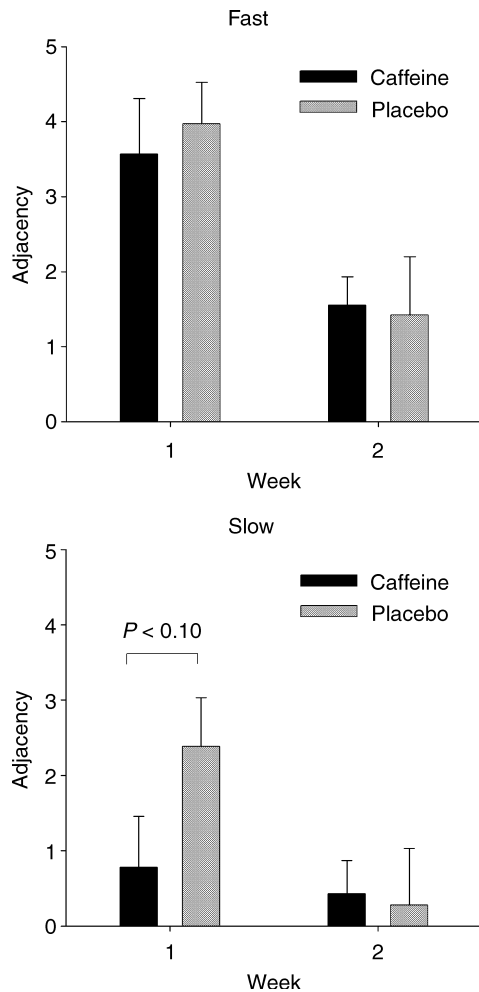 Fast
5
4
3
2
1
0
Adjacency
Caffeine
Placebo
1 2
Week
Slow
5
4
3
2
1
0
Adjacency
Caffeine
Placebo
P < 0.10
1 2
Week